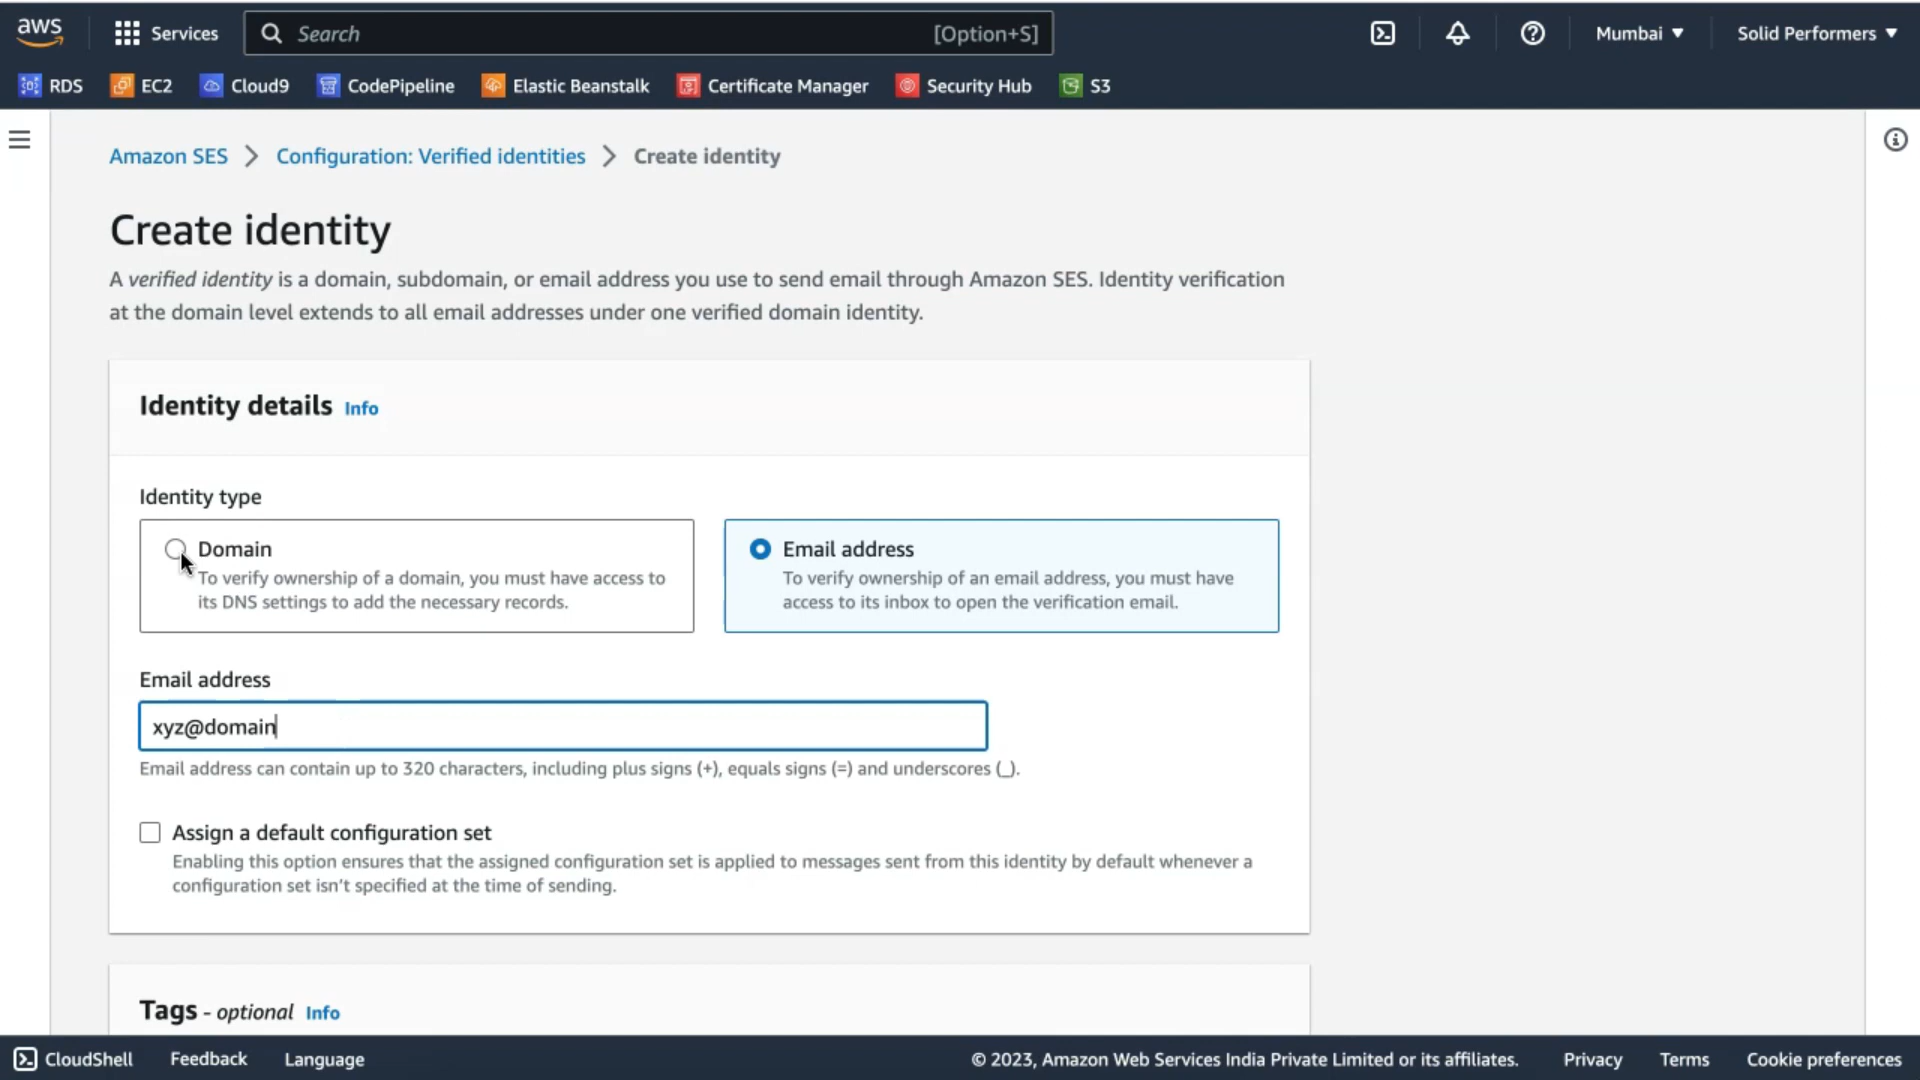 aws
Services
Search
[Option+S]
Mumbai ▼
Solid Performers ▼
RDS
EC2
Cloud9
CodePipeline
Elastic Beanstalk
Certificate Manager
Security Hub
S3
Amazon SES > Configuration: Verified identities > Create identity
Create identity
A verified identity is a domain, subdomain, or email address you use to send email through Amazon SES. Identity verification
at the domain level extends to all email addresses under one verified domain identity.
Identity details Info
Identity type
Domain
To verify ownership of a domain, you must have access to
its DNS settings to add the necessary records.
Email address
To verify ownership of an email address, you must have
access to its inbox to open the verification email.
Email address
xyz@domain
Email address can contain up to 320 characters, including plus signs (+), equals signs (=) and underscores (_).
Assign a default configuration set
Enabling this option ensures that the assigned configuration set is applied to messages sent from this identity by default whenever a
configuration set isn't specified at the time of sending.
Tags - optional Info
CloudShell
Feedback
Language
© 2023, Amazon Web Services India Private Limited or its affiliates.
Privacy
Terms
Cookie preferences